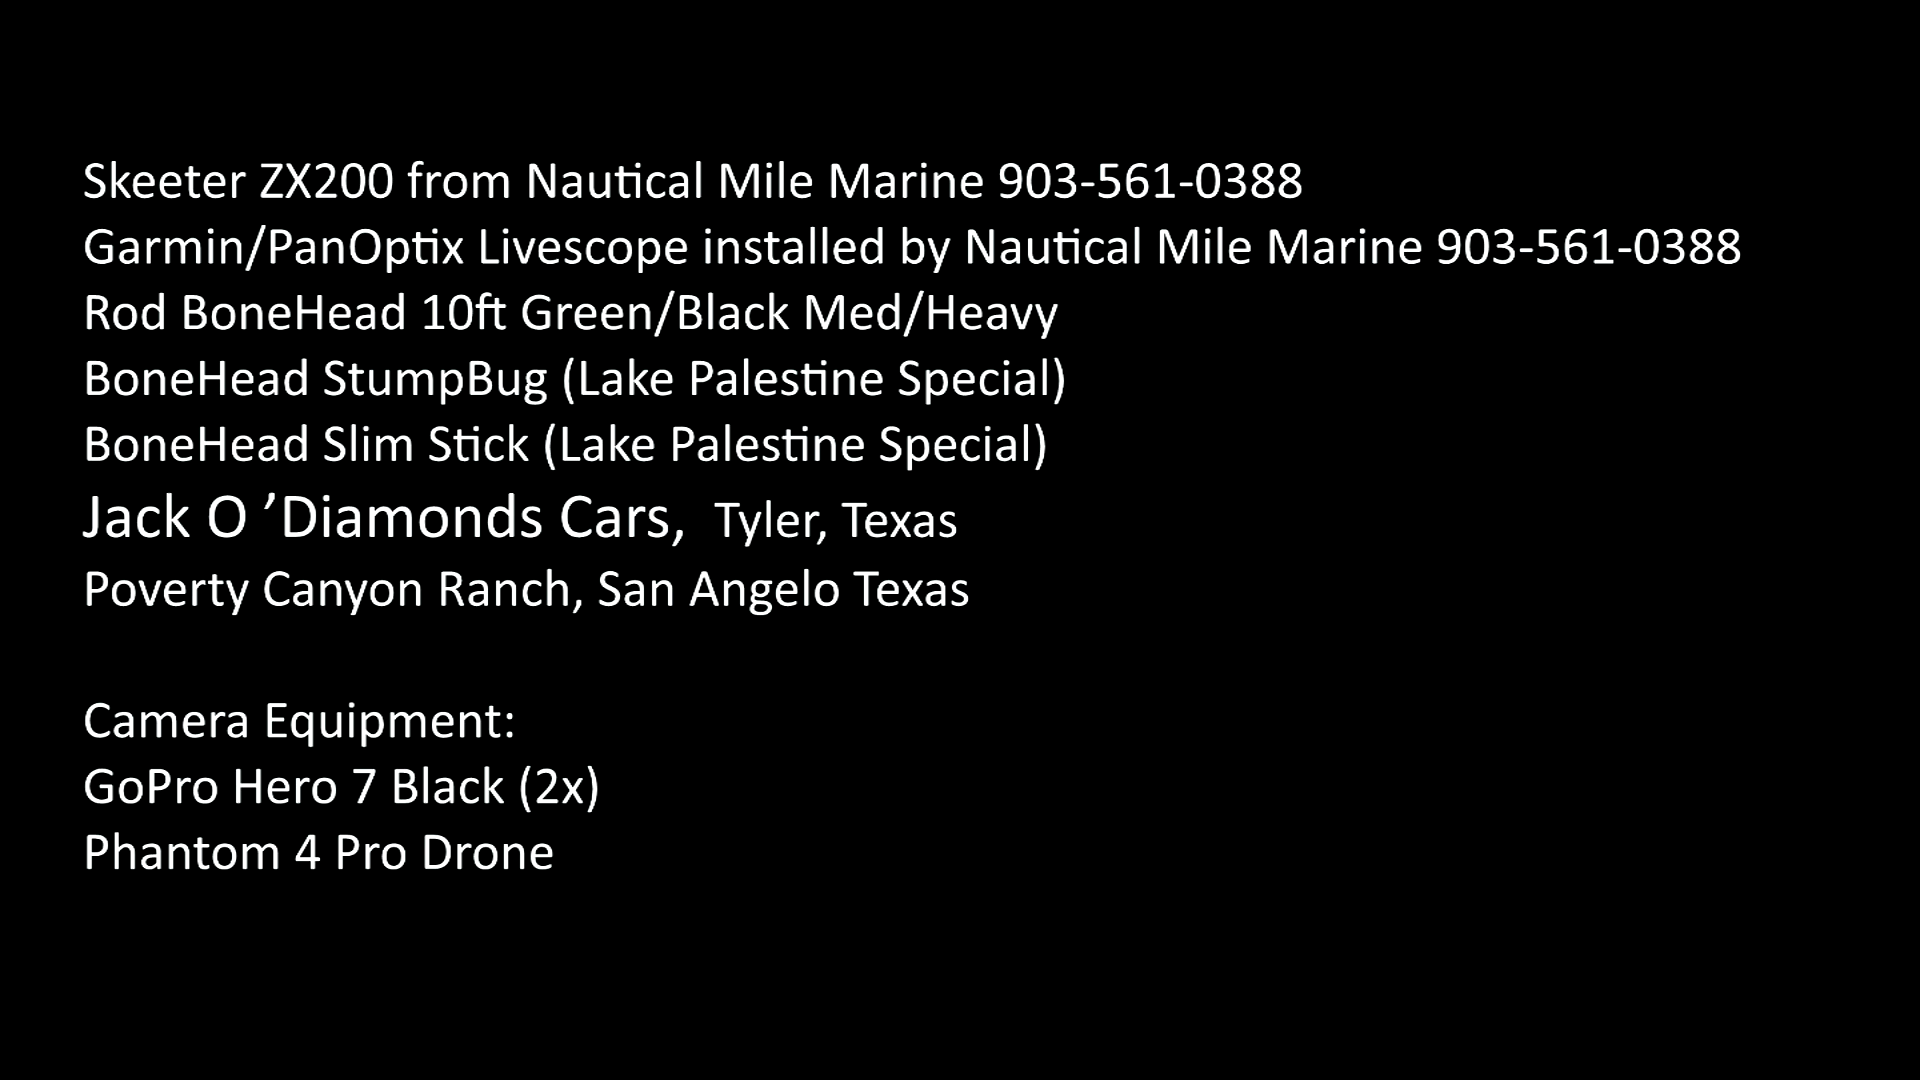 Skeeter ZX200 from Nautical Mile Marine 903-561-0388
Garmin/PanOptix Livescope installed by Nautical Mile Marine 903-561-0388
Rod BoneHead 10ft Green/Black Med/Heavy
BoneHead StumpBug (Lake Palestine Special)
BoneHead Slim Stick (Lake Palestine Special)
Jack O ’Diamonds Cars, Tyler, Texas
Poverty Canyon Ranch, San Angelo Texas
Camera Equipment:
GoPro Hero 7 Black (2x)
Phantom 4 Pro Drone